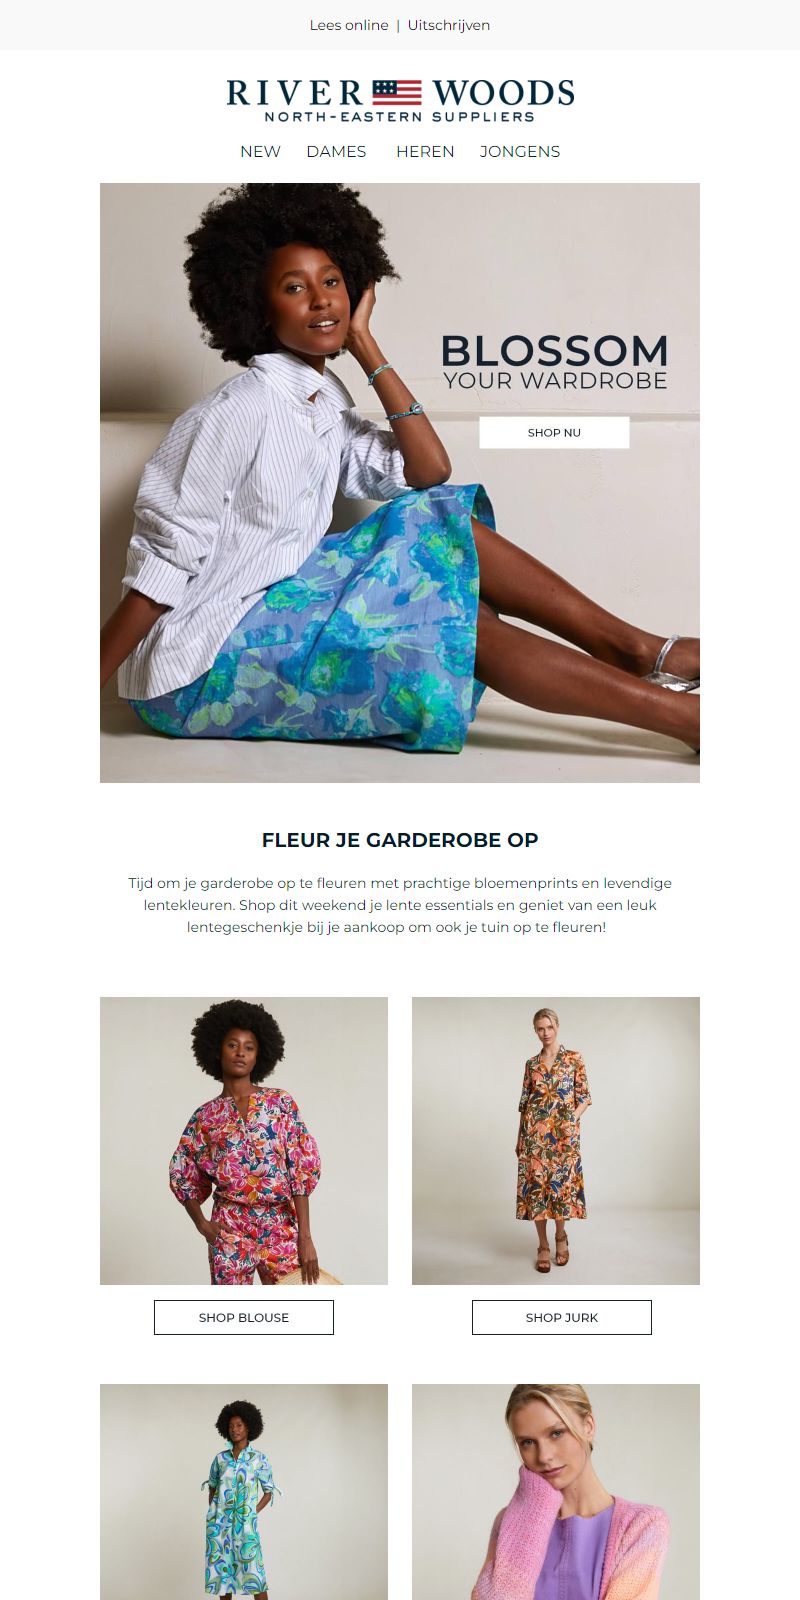 Lees online | Uitschrijven
RIVER WOODS
NORTH-EASTERN SUPPLIERS
NEW DAMES HEREN JONGENS
BLOSSOM
YOUR WARDROBE
SHOP NU
FLEUR JE GARDEROBE OP
Tijd om je garderobe op te fleuren met prachtige bloemenprints en levendige
lentekleuren. Shop dit weekend je lente essentials en geniet van een leuk
lentegeschenkje bij je aankoop om ook je tuin op te fleuren!
SHOP BLOUSE
SHOP JURK